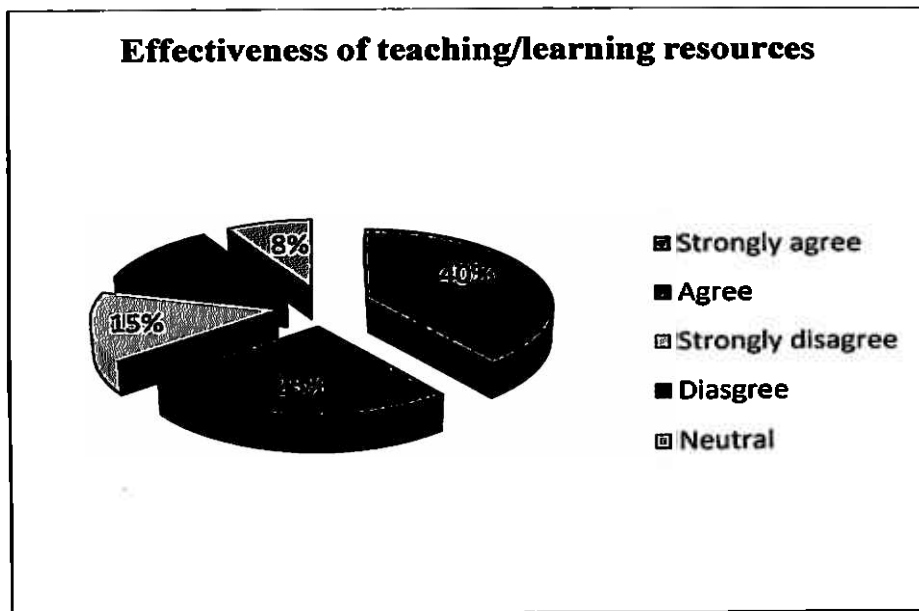 Effectiveness of teaching/learning resources
8%
40%
15%
Strongly agree
Agree
Strongly disagree
Diasgree
Neutral